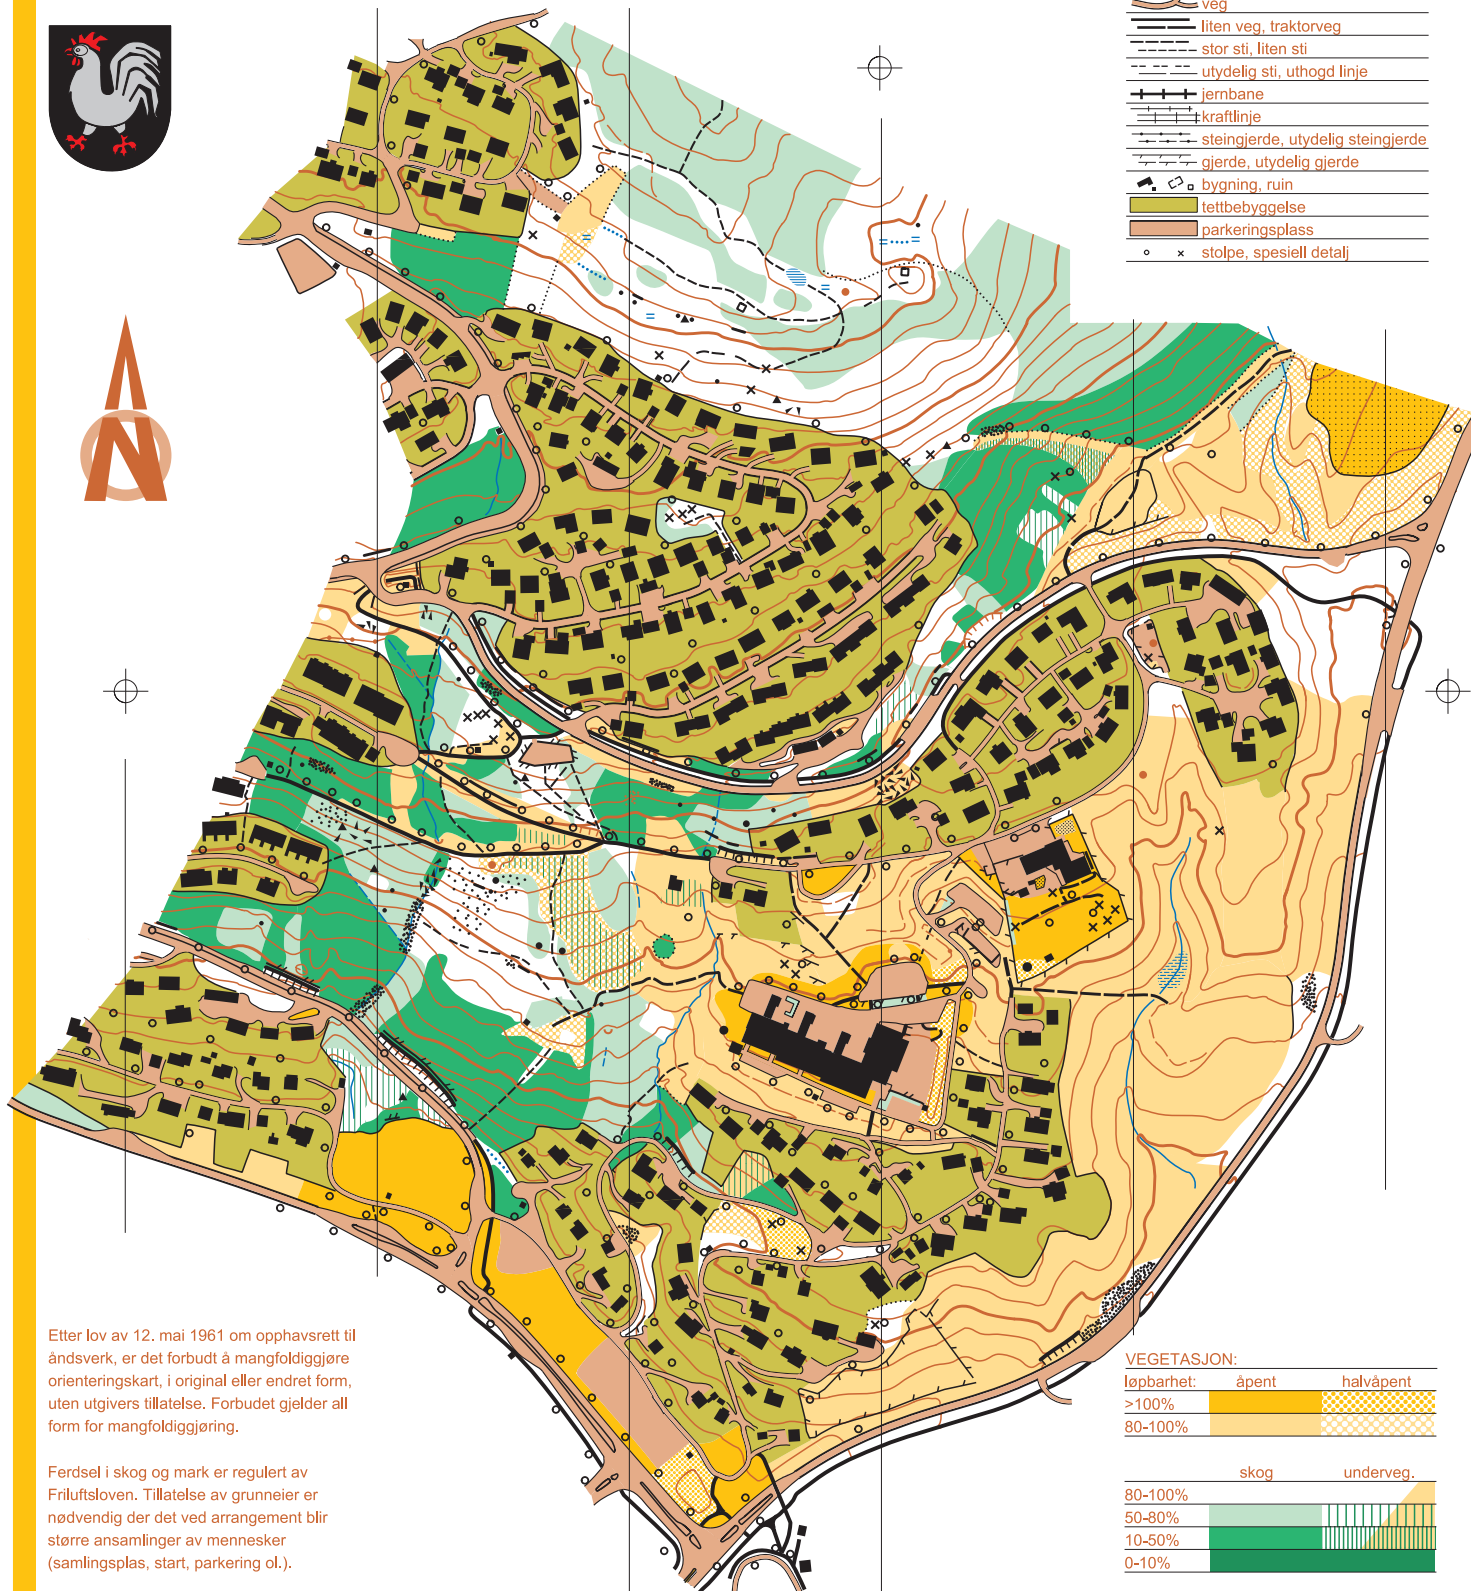 veg
liten veg, traktorveg
stor sti, liten sti
utydelig sti, uthogd linje
jernbane
kraftlinje
steingjerde, utydelig steingjerde
gjerde, utydelig gjerde
bygning, ruin
tettbebyggelse
parkeringsplass
stolpe, spesiell detalj
N
Etter lov av 12. mai 1961 om opphavsrett til
åndsverk, er det forbudt å mangfoldiggjøre
orienteringskart, i original eller endret form,
uten utgivers tillatelse. Forbudet gjelder all
form for mangfoldiggjøring.
Ferdsel i skog og mark er regulert av
Friluftsloven. Tillatelse av grunneier er
nødvendig der det ved arrangement blir
større ansamlinger av mennesker
(samlingsplas, start, parkering ol.).
VEGETASJON:
løpbarhet: åpent halvåpent
>100%
80-100%
skog underveg.
80-100%
50-80%
10-50%
0-10%